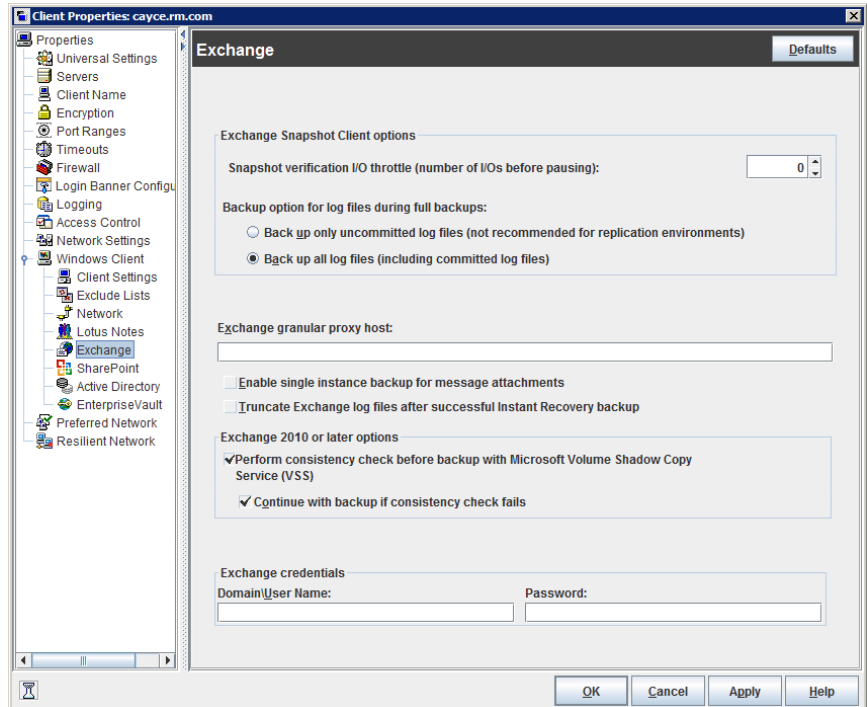 Client Properties: cayce.rm.com
Properties
Universal Settings
Servers
Client Name
Encryption
Port Ranges
Timeouts
Firewall
Login Banner Configu
Logging
Access Control
Network Settings
Windows Client
Client Settings
Exclude Lists
Network
Lotus Notes
Exchange
SharePoint
Active Directory
EnterpriseVault
Preferred Network
Resilient Network
Exchange
Defaults
Exchange Snapshot Client options
Snapshot verification I/O throttle (number of I/Os before pausing):
0
Backup option for log files during full backups:
Back up only uncommitted log files (not recommended for replication environments)
Back up all log files (including committed log files)
Exchange granular proxy host:
Enable single instance backup for message attachments
Truncate Exchange log files after successful Instant Recovery backup
Exchange 2010 or later options
Perform consistency check before backup with Microsoft Volume Shadow Copy
Service (VSS)
Continue with backup if consistency check fails
Exchange credentials
Domain\User Name:
Password:
OK
Cancel
Apply
Help